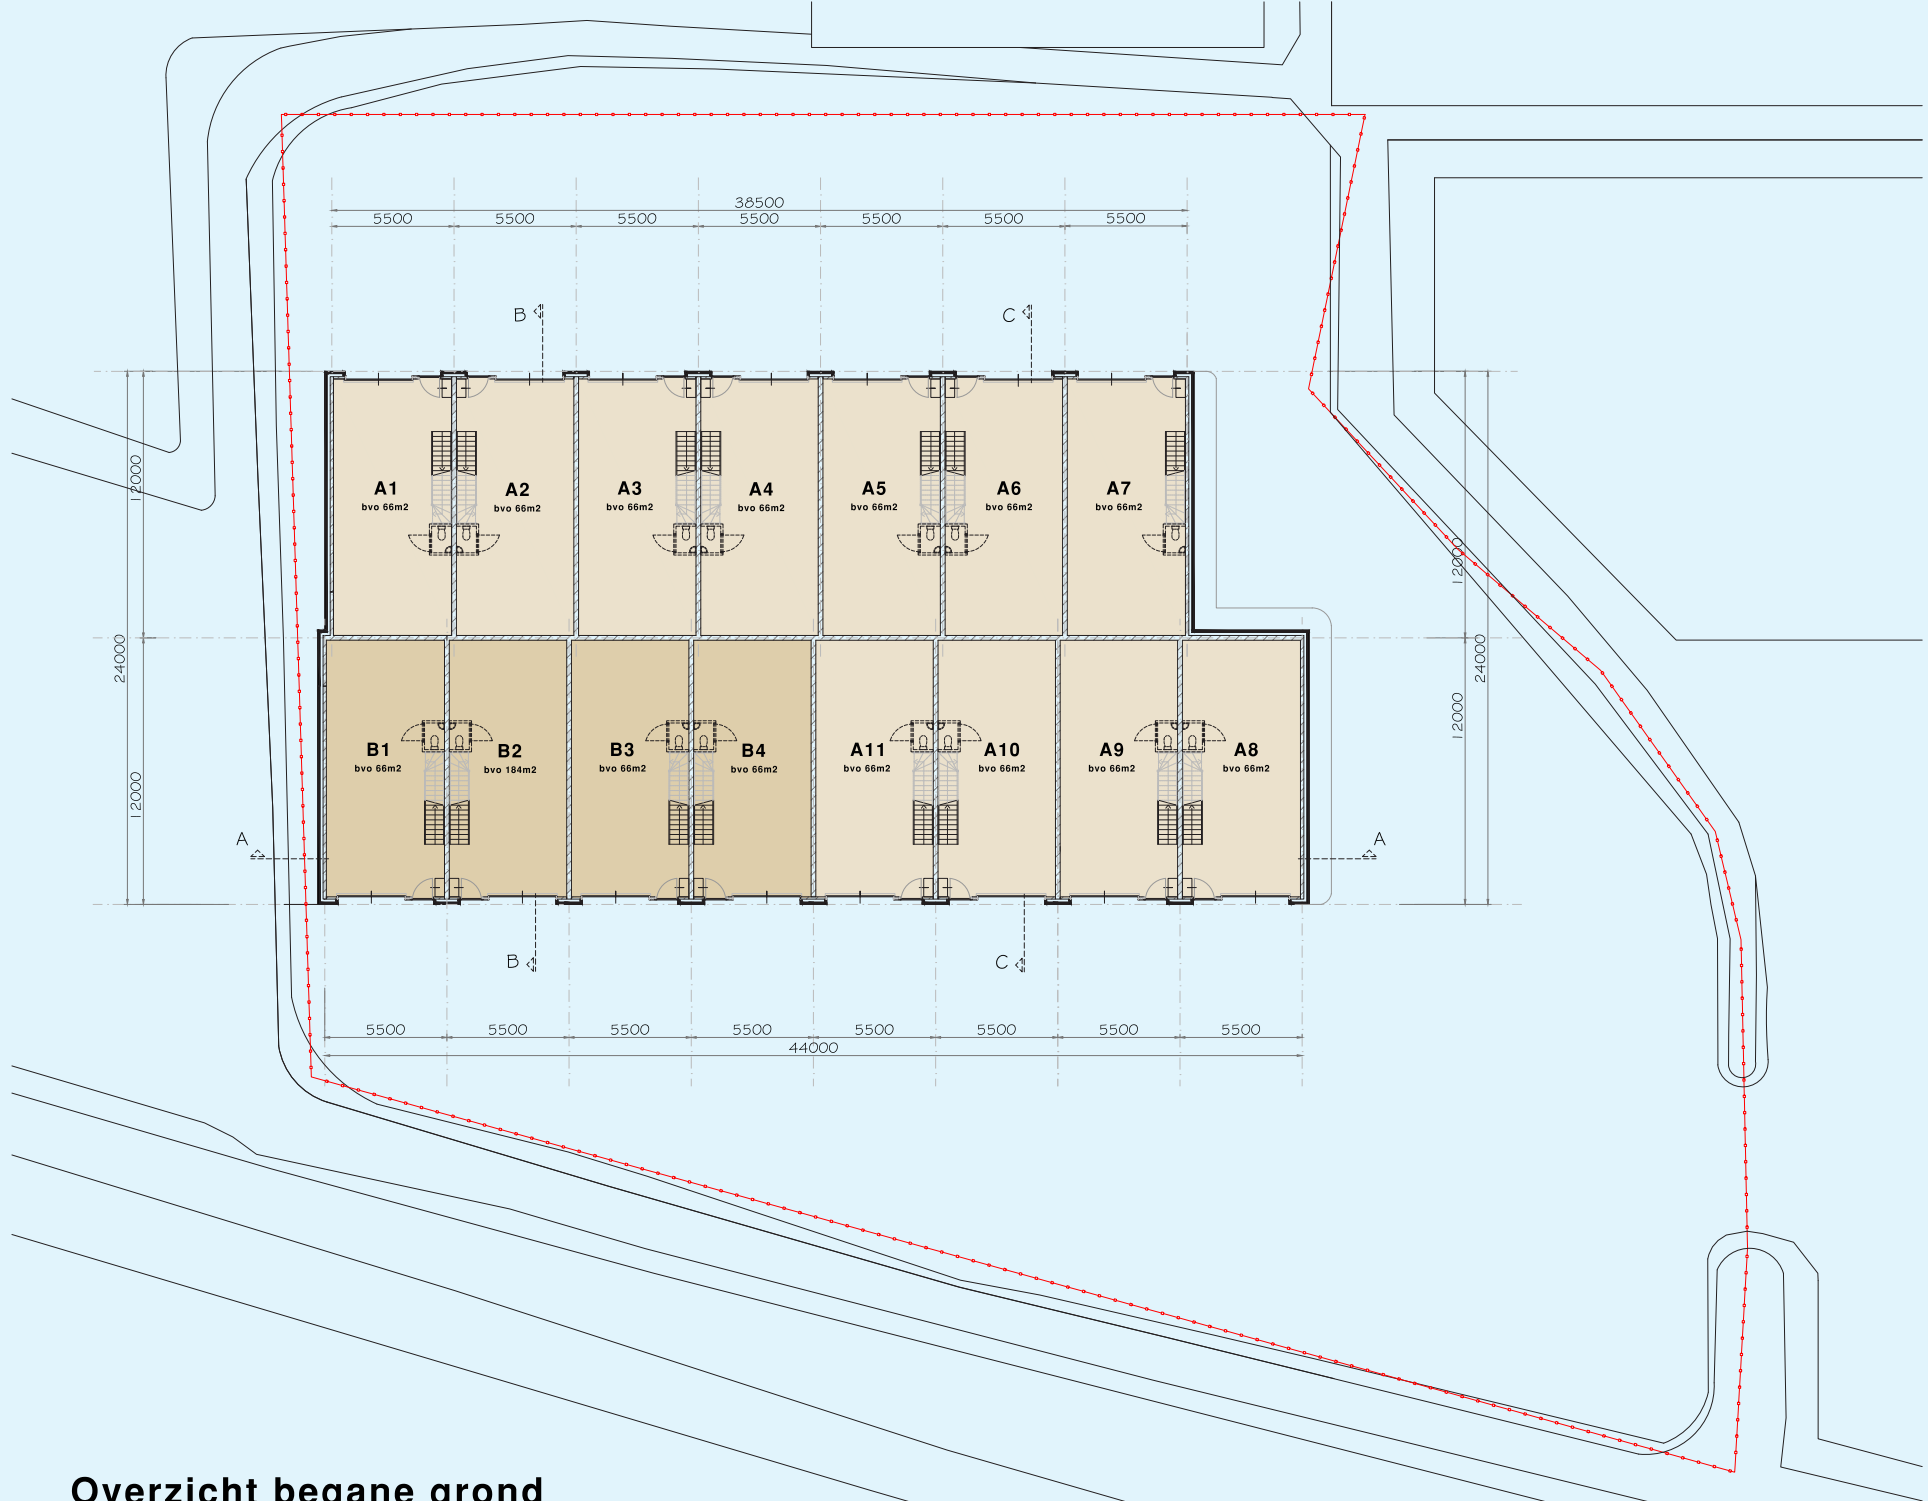 38500
5500 5500 5500 5500 5500 5500 5500
B C
12000
24000
12000
12000
24000
12000
A1 A2 A3 A4 A5 A6 A7
bvo 66m2 bvo 66m2 bvo 66m2 bvo 66m2 bvo 66m2 bvo 66m2 bvo 66m2
B1 B2 B3 B4 A11 A10 A9 A8
bvo 66m2 bvo 184m2 bvo 66m2 bvo 66m2 bvo 66m2 bvo 66m2 bvo 66m2 bvo 66m2
A A
B C
5500 5500 5500 5500 5500 5500 5500 5500
44000
Overzicht begane grond